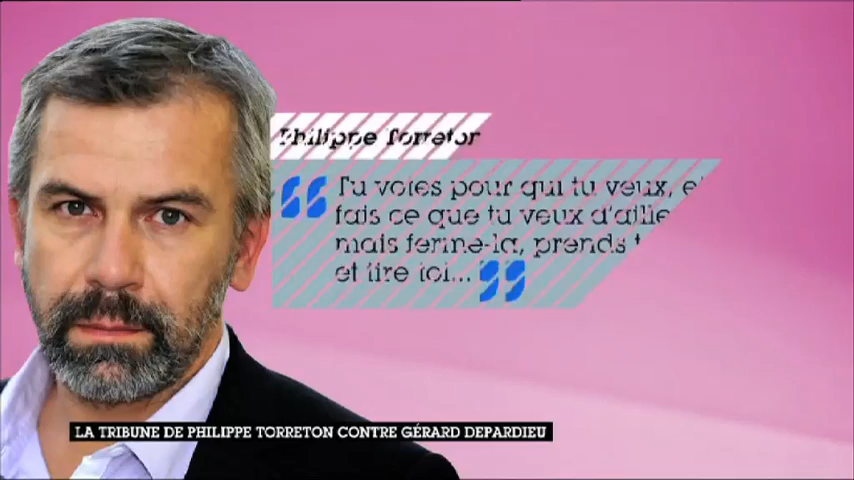 Philippe Torreton
Tu votes pour qui tu veux, et
fais ce que tu veux d'aille
mais ferme-la, prends t
et tire toi...
LA TRIBUNE DE PHILIPPE TORRETON CONTRE GÉRARD DEPARDIEU